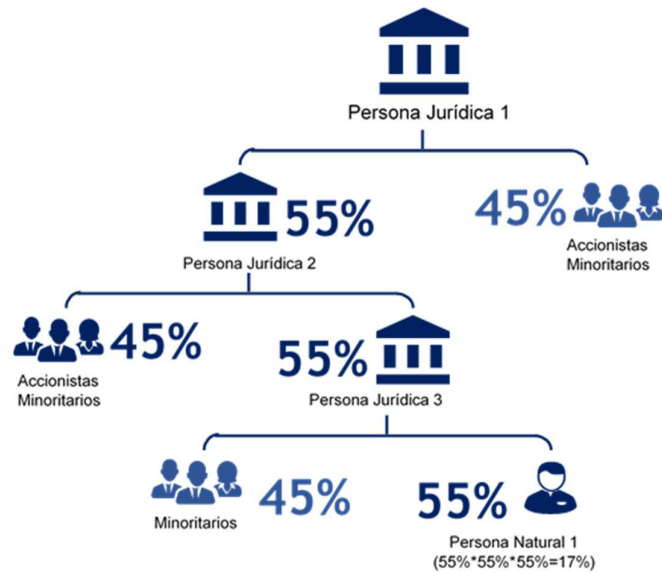 Persona Jurídica 1
55%
45%
Persona Jurídica 2
Accionistas
Minoritarios
45%
55%
Accionistas
Minoritarios
Persona Jurídica 3
45%
55%
Minoritarios
Persona Natural 1
(55%*55%*55%=17%)